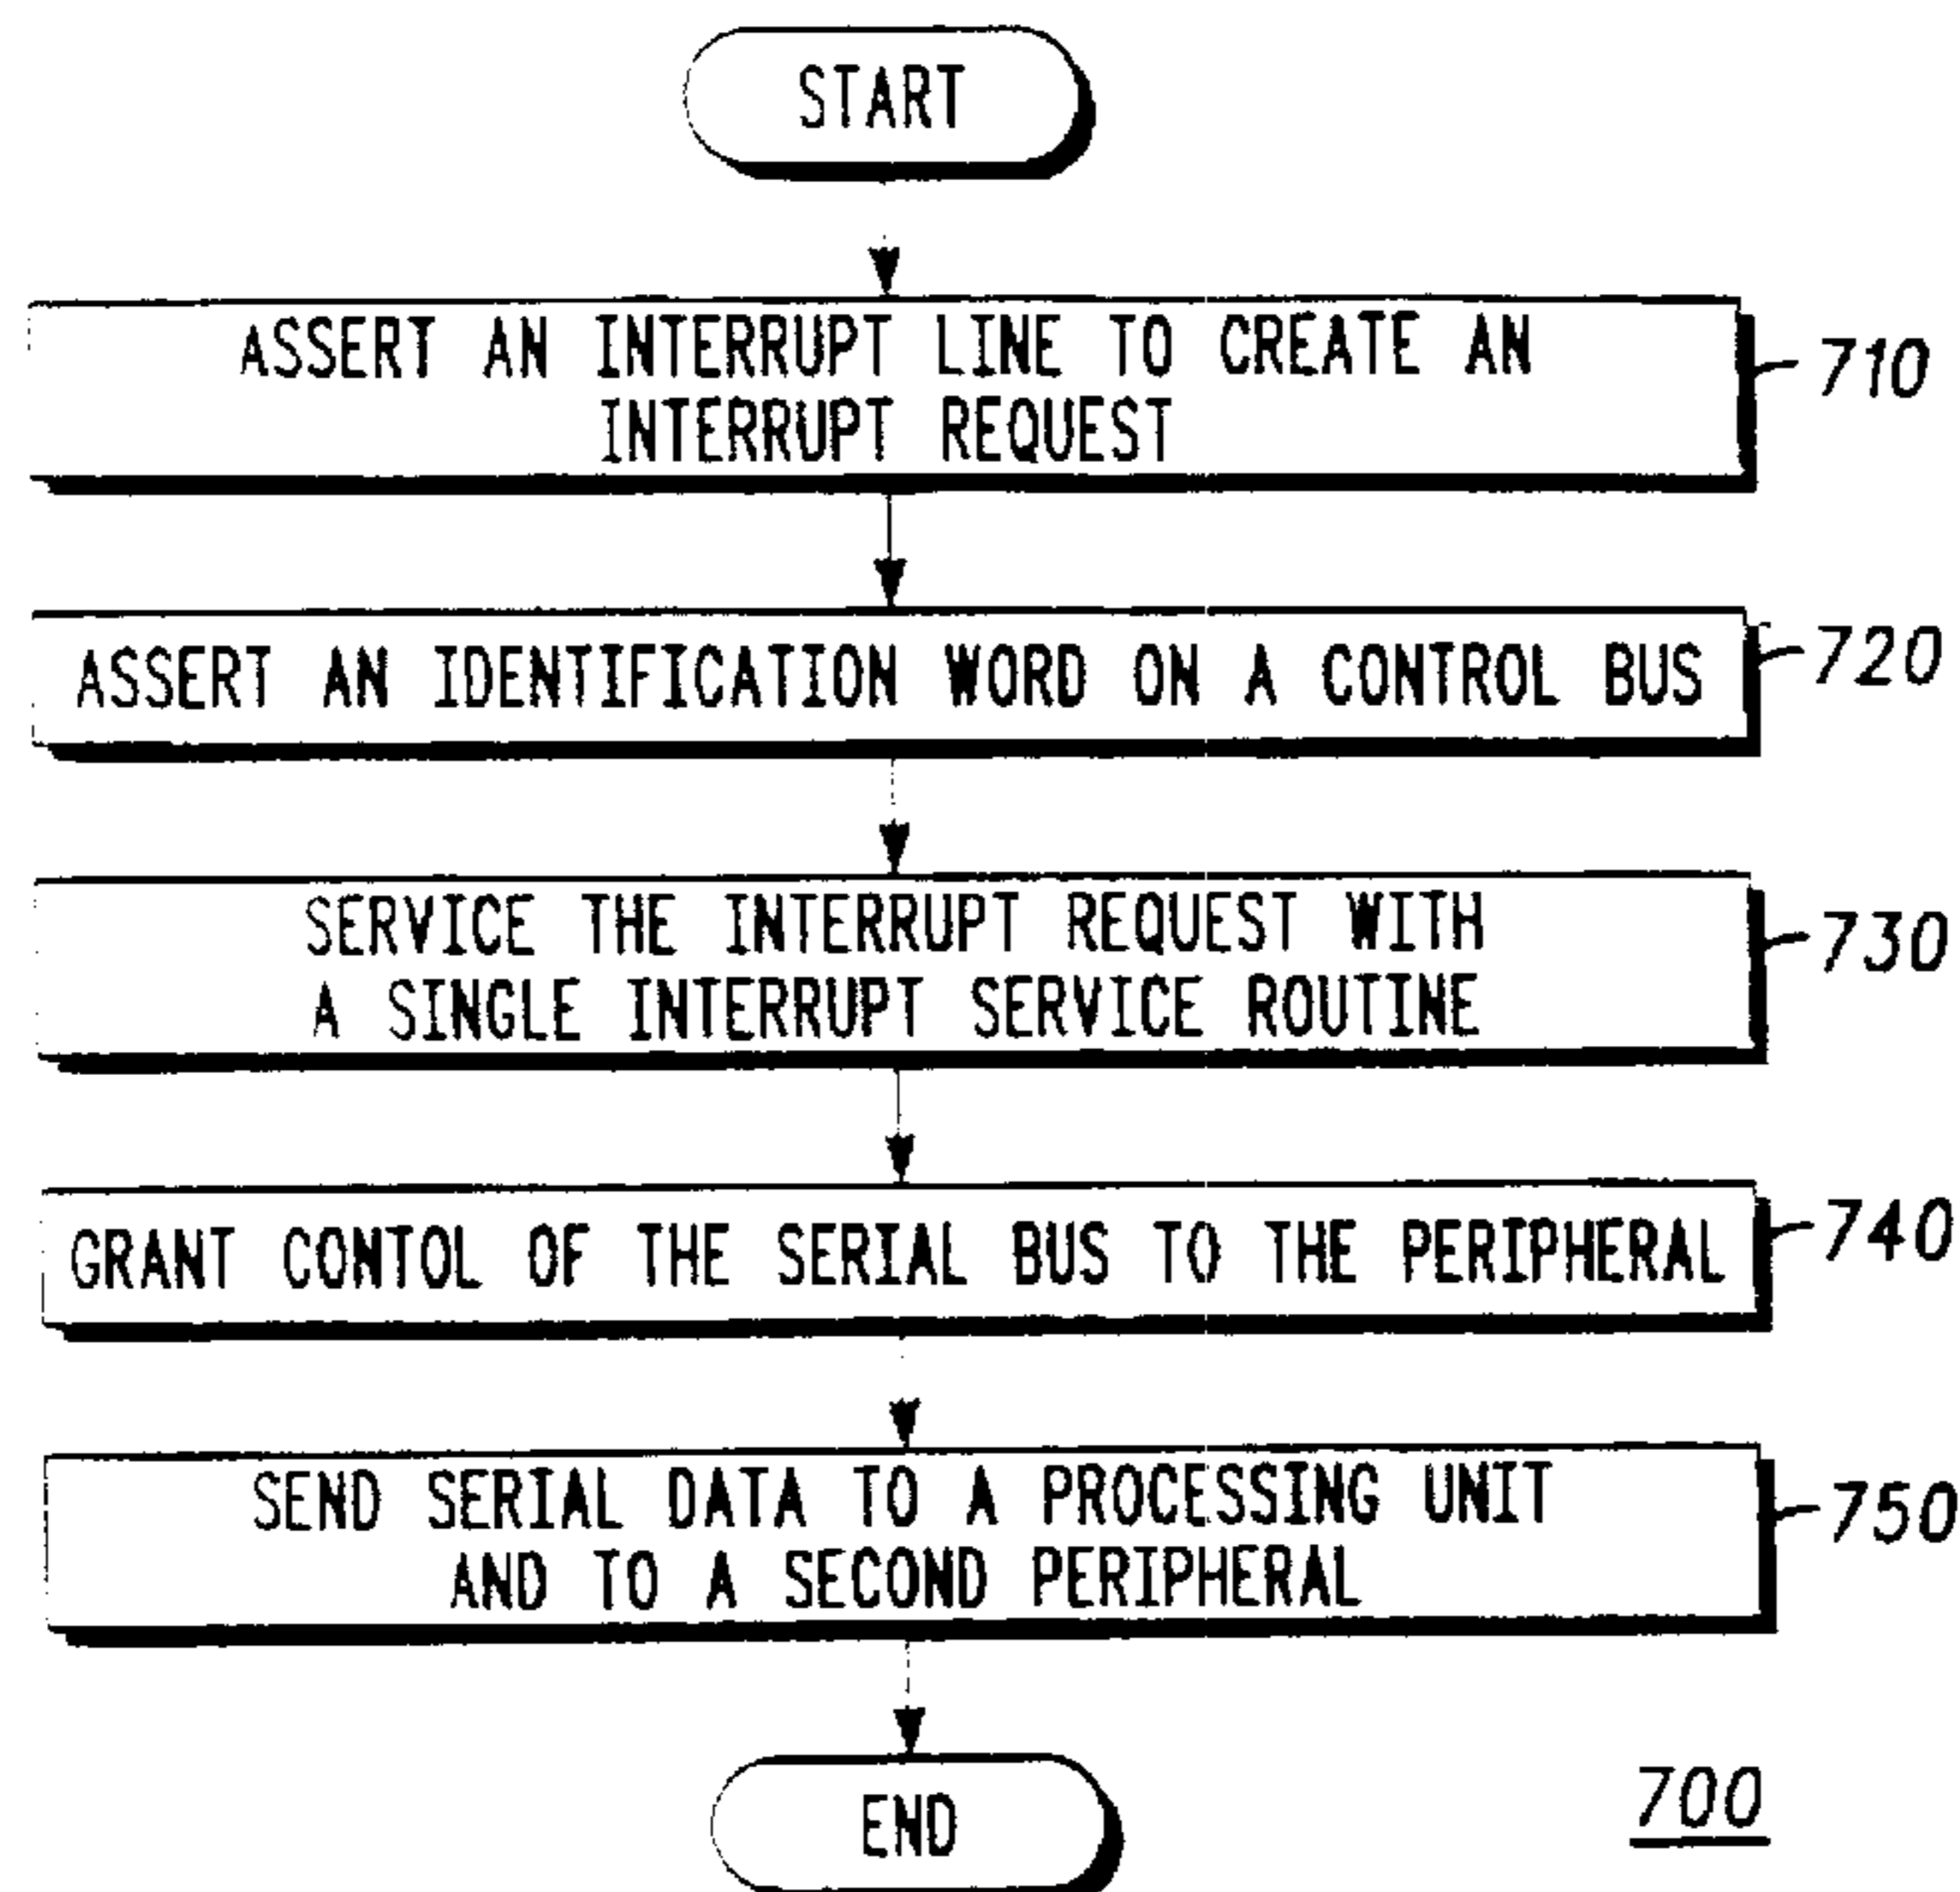 START
ASSERT AN INTERRUPT LINE TO CREATE AN
INTERRUPT REQUEST
710
ASSERT AN IDENTIFICATION WORD ON A CONTROL BUS
720
SERVICE THE INTERRUPT REQUEST WITH
A SINGLE INTERRUPT SERVICE ROUTINE
730
GRANT CONTOL OF THE SERIAL BUS TO THE PERIPHERAL
740
SEND SERIAL DATA TO A PROCESSING UNIT
AND TO A SECOND PERIPHERAL
750
END
700